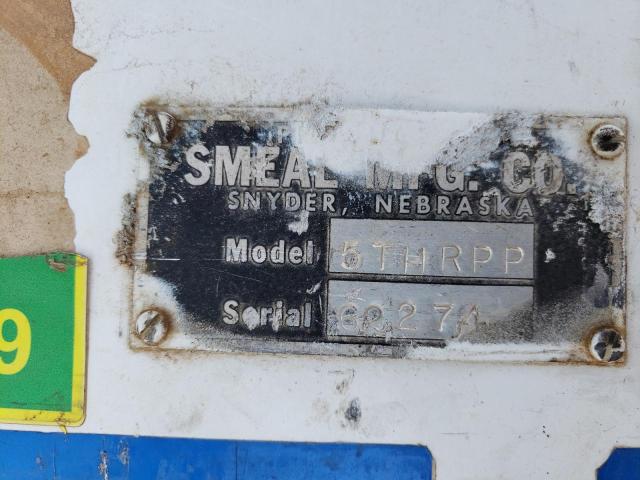 SMEAL MFG. CO.
SNYDER, NEBRASKA
Model 5THRPP
Serial
9